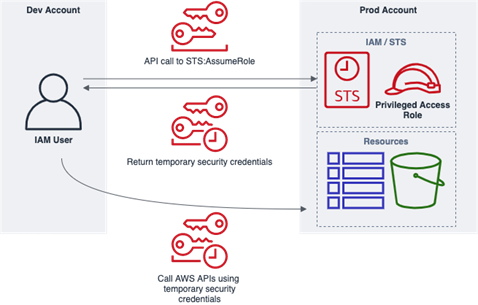 Dev Account
Prod Account
API call to STS:AssumeRole
IAM / STS
STS
Privileged Access
Role
IAM User
Return temporary security credentials
Resources
Call AWS APIs using
temporary security
credentials